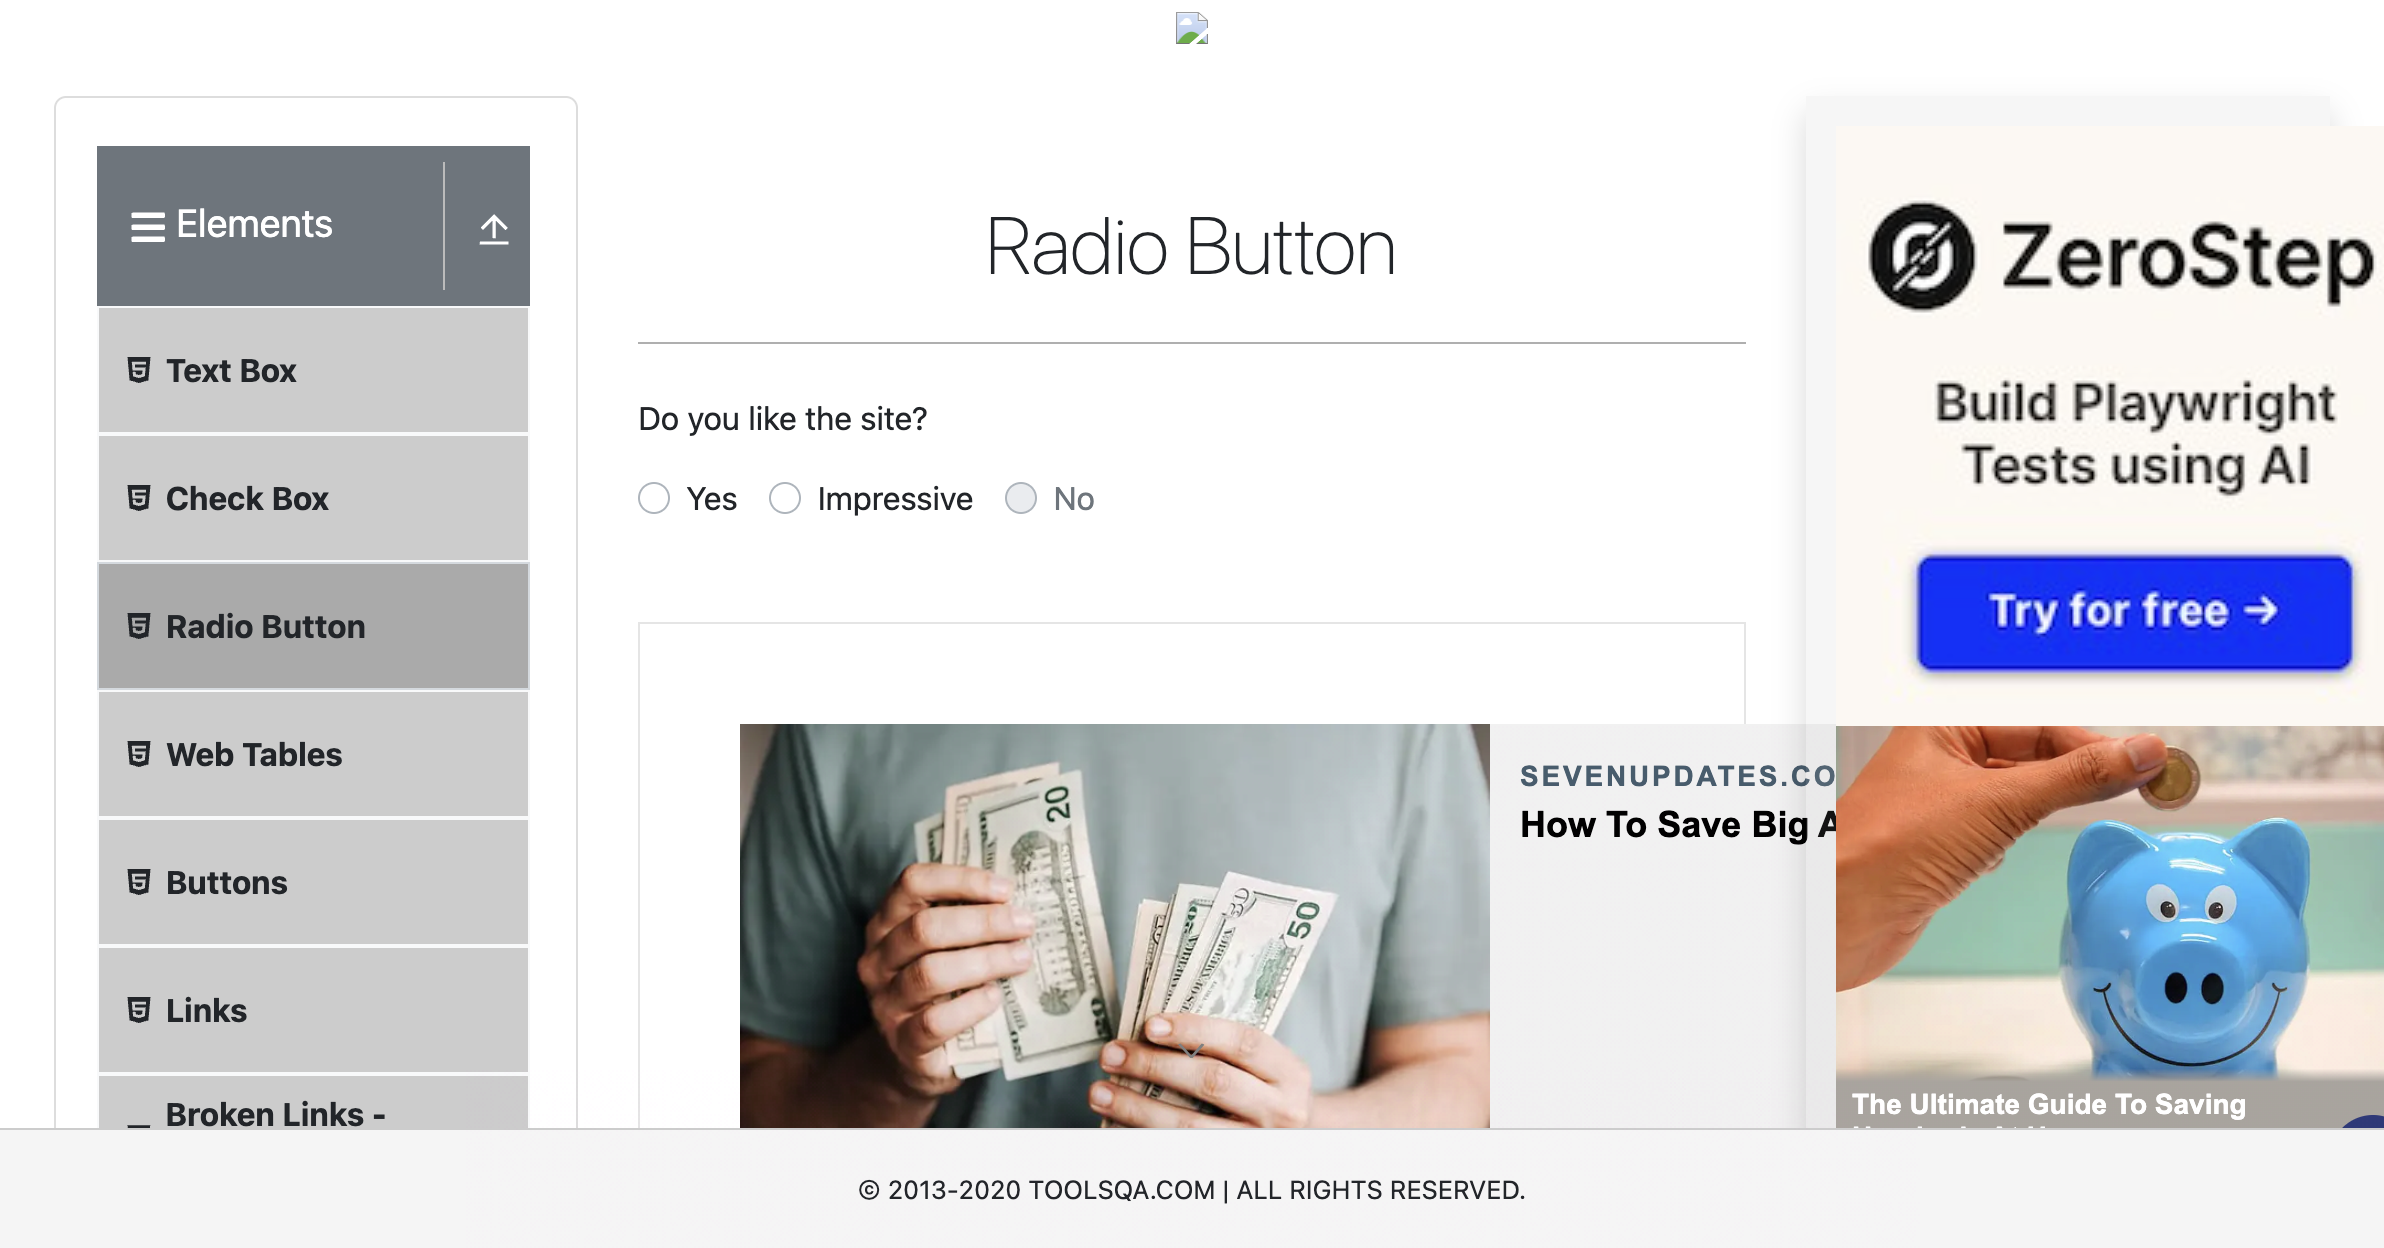 Elements
Text Box
Check Box
Radio Button
Web Tables
Buttons
Links
Broken Links -
Radio Button
Do you like the site?
Yes
Impressive
No
20
50
SEVENUPDATES.CO
How To Save Big A
ZeroStep
Build Playwright
Tests using AI
Try for free →
The Ultimate Guide To Saving
© 2013-2020 TOOLSQA.COM | ALL RIGHTS RESERVED.